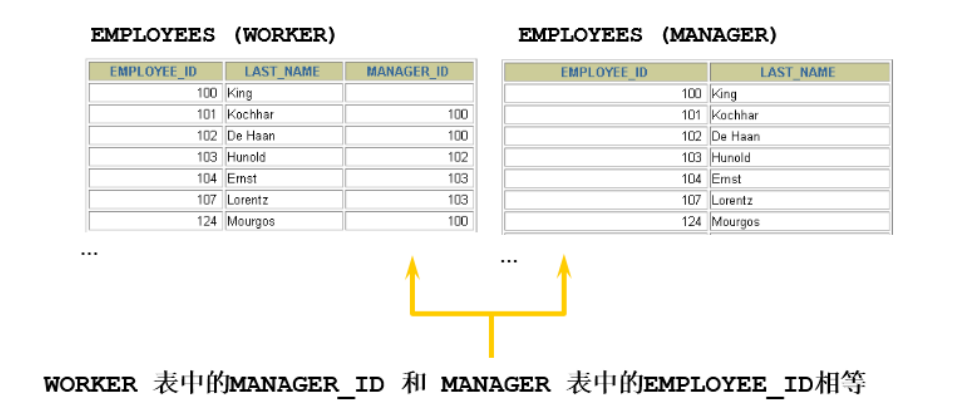 EMPLOYEES (WORKER) EMPLOYEES (MANAGER)
EMPLOYEE_ID LAST_NAME MANAGER_ID
100 King
101 Kochhar 100
102 De Haan 100
103 Hunold 102
104 Ernst 103
107 Lorentz 103
124 Mourgos 100
...
EMPLOYEE_ID LAST_NAME
100 King
101 Kochhar
102 De Haan
103 Hunold
104 Ernst
107 Lorentz
124 Mourgos
...
WORKER 表中的MANAGER_ID 和 MANAGER 表中的EMPLOYEE_ID相等